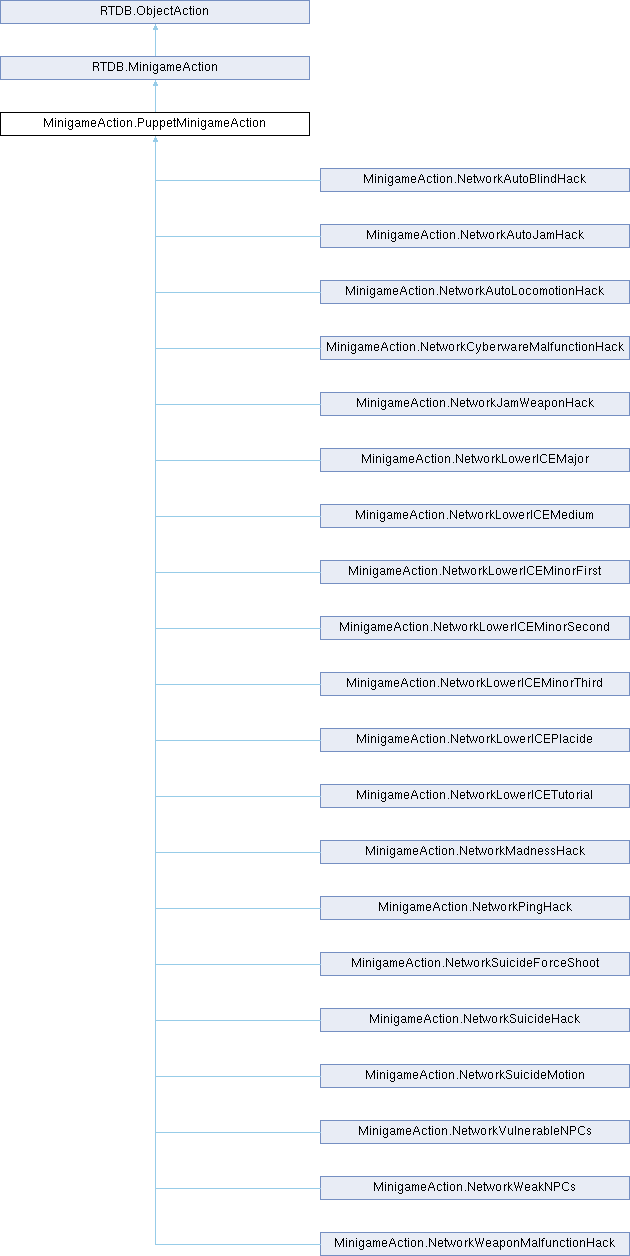 RTDB.ObjectAction
RTDB.MinigameAction
MinigameAction.PuppetMinigameAction
MinigameAction.NetworkAutoBlindHack
MinigameAction.NetworkAutoJamHack
MinigameAction.NetworkAutoLocomotionHack
MinigameAction.NetworkCyberwareMalfunctionHack
MinigameAction.NetworkJamWeaponHack
MinigameAction.NetworkLowerICEMajor
MinigameAction.NetworkLowerICEMedium
MinigameAction.NetworkLowerICEMinorFirst
MinigameAction.NetworkLowerICEMinorSecond
MinigameAction.NetworkLowerICEMinorThird
MinigameAction.NetworkLowerICEPlacide
MinigameAction.NetworkLowerICETutorial
MinigameAction.NetworkMadnessHack
MinigameAction.NetworkPingHack
MinigameAction.NetworkSuicideForceShoot
MinigameAction.NetworkSuicideHack
MinigameAction.NetworkSuicideMotion
MinigameAction.NetworkVulnerableNPCs
MinigameAction.NetworkWeakNPCs
MinigameAction.NetworkWeaponMalfunctionHack